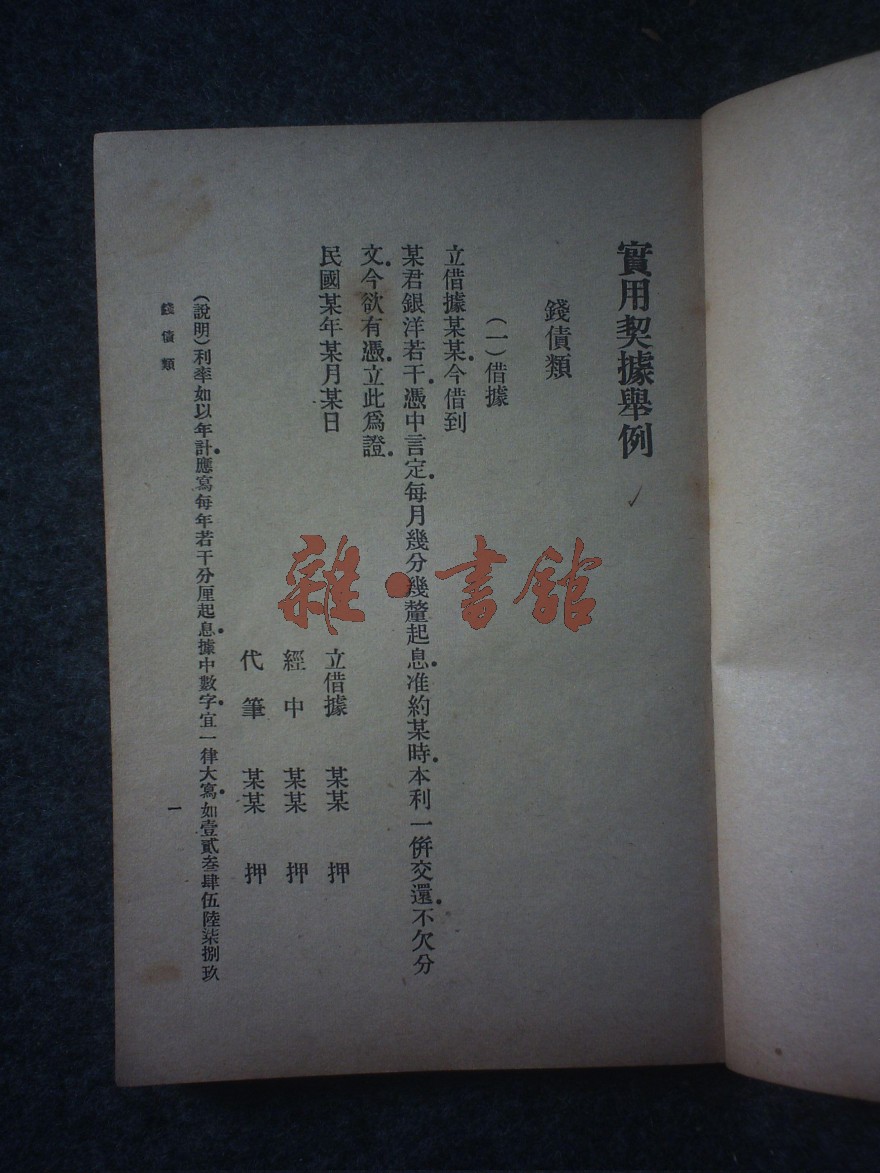 實用契據舉例
錢債類
（一）借據
立借據某某．今借到
某君銀洋若干．憑中言定．每月幾分幾釐起息．准約某時．本利一併交還．不欠分
文．今欲有憑．立此爲證．
民國某年某月某日
立借據　某某　押
經中　某某　押
代筆　某某　押
（說明）利率如以年計．應寫每年若干分厘起息．據中數字．宜一律大寫．如壹貳叁肆伍陸柒捌玖
錢債類
一
雜·書館